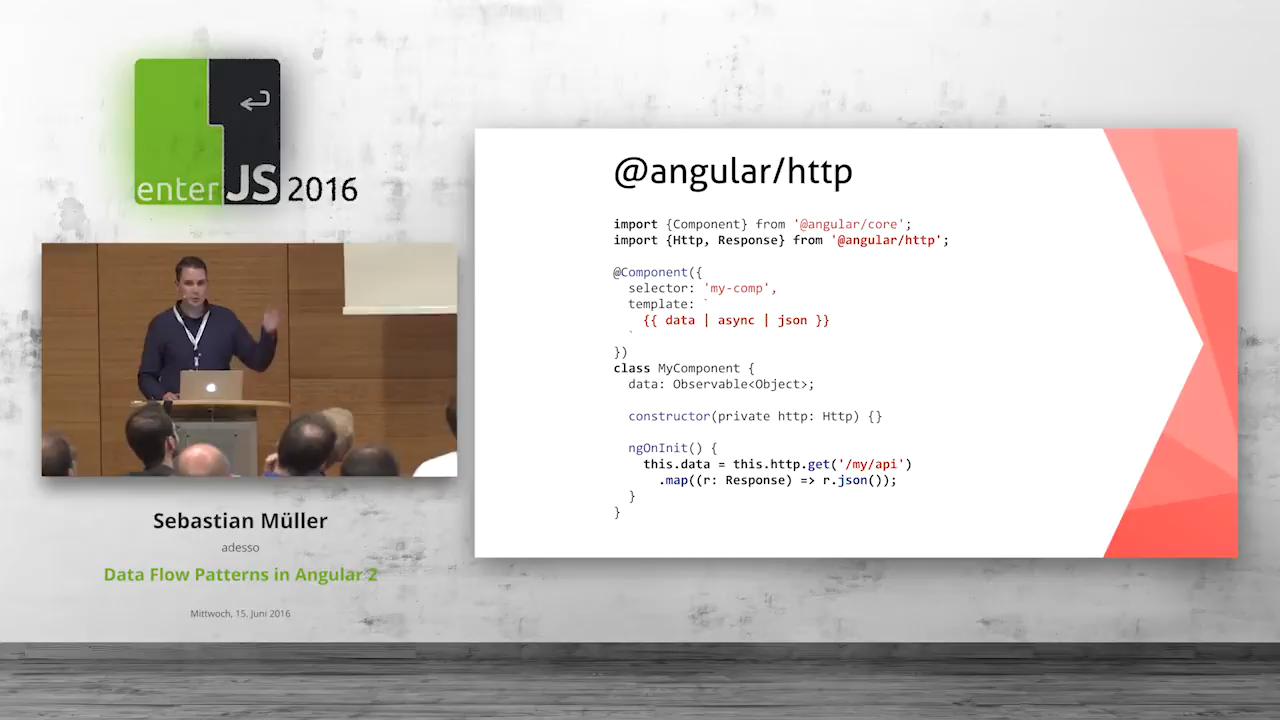 enterJS 2016
Sebastian Müller
adesso
Data Flow Patterns in Angular 2
Mittwoch, 15. Juni 2016
@angular/http
import {Component} from '@angular/core';
import {Http, Response} from '@angular/http';
@Component({
selector: 'my-comp',
template: `
{{ data | async | json }}
`
})
class MyComponent {
data: Observable<Object>;
constructor(private http: Http) {}
ngOnInit() {
this.data = this.http.get('/my/api')
.map((r: Response) => r.json());
}
}